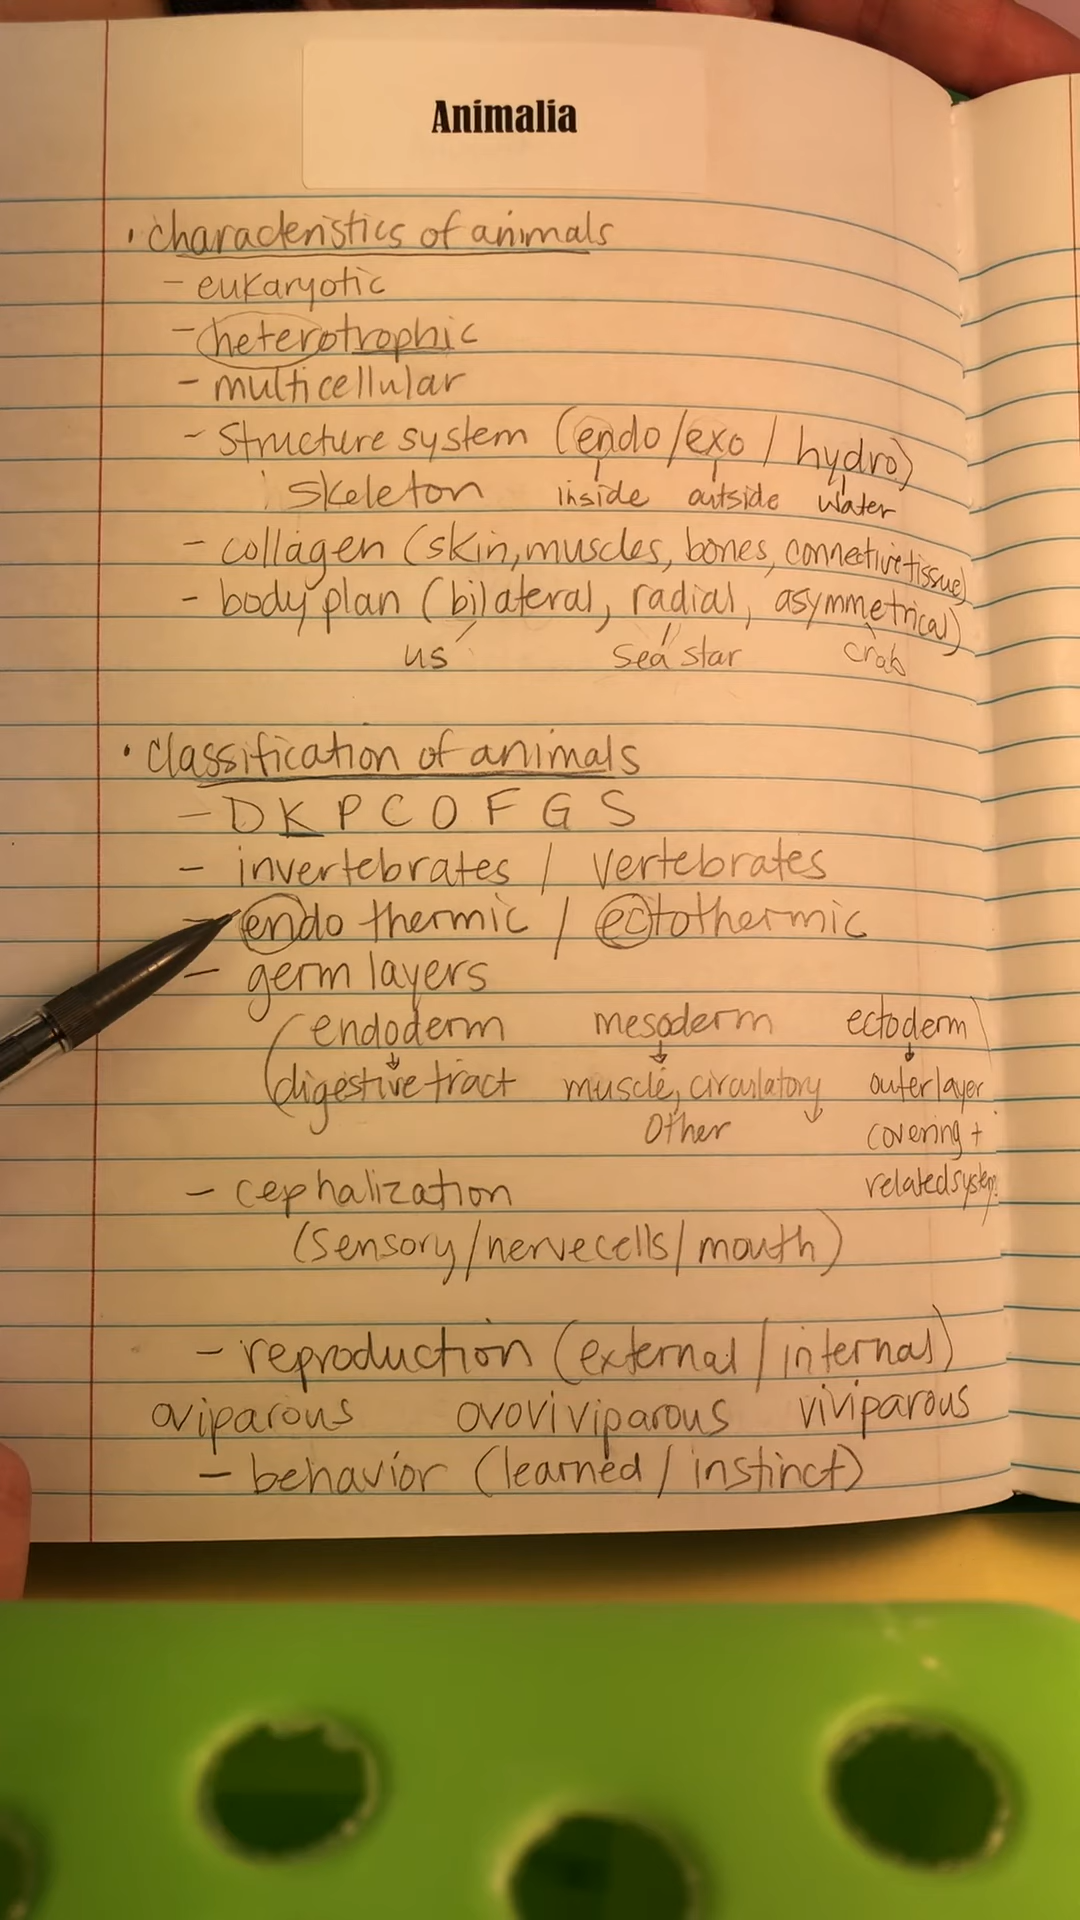 Animalia
• characteristics of animals
- eukaryotic
- heterotrophic
- multicellular
- structure system (endo/exo / hydro)
skeleton inside outside water
- collagen (skin, muscles, bones, connective tissue)
- body plan (bilateral, radial, asymmetrical)
us sea star crab
• classification of animals
- D K P C O F G S
- invertebrates / vertebrates
- endothermic / ectothermic
- germ layers
(endoderm mesoderm ectoderm)
digestive tract muscle, circulatory outer layer
other covering +
related system
- cephalization
(sensory/nerve cells/mouth)
- reproduction (external / internal)
oviparous ovoviviparous viviparous
- behavior (learned / instinct)